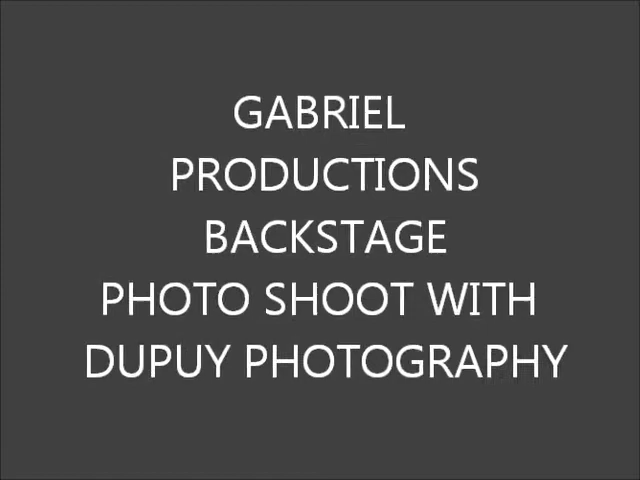 GABRIEL
PRODUCTIONS
BACKSTAGE
PHOTO SHOOT WITH
DUPUY PHOTOGRAPHY